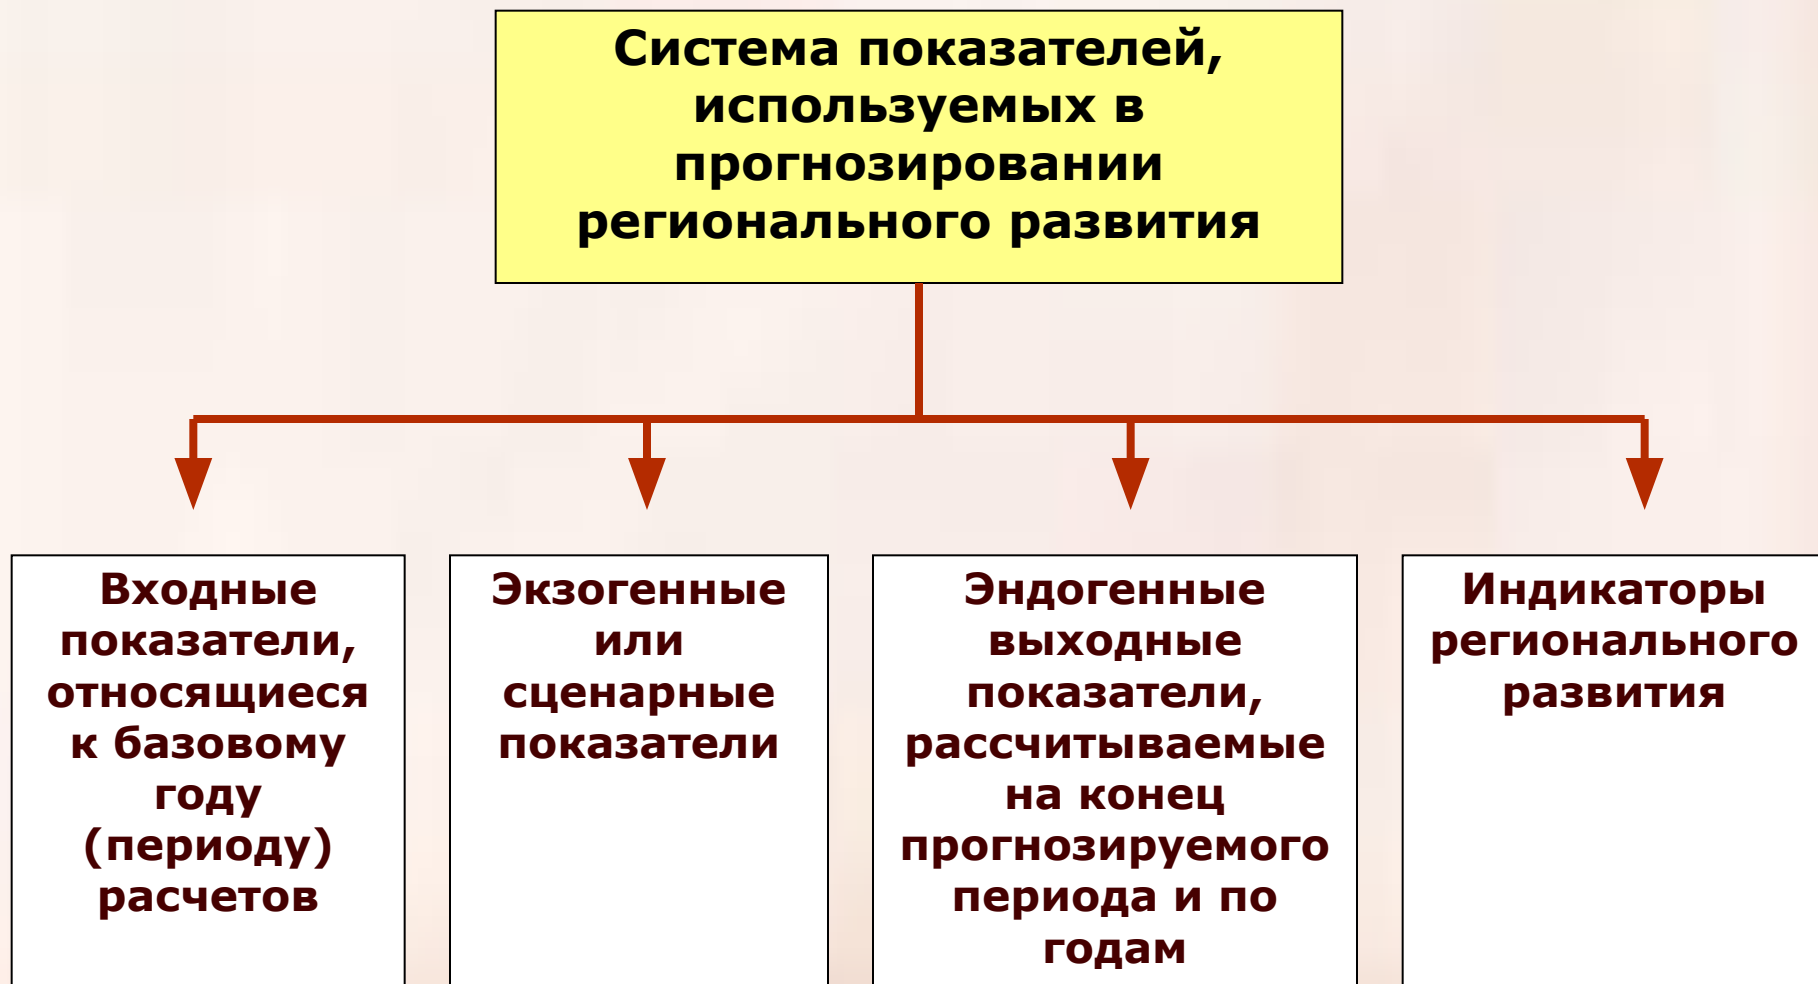 Система показателей,
используемых в
прогнозировании
регионального развития
Входные
показатели,
относящиеся
к базовому
году
(периоду)
расчетов
Экзогенные
или
сценарные
показатели
Эндогенные
выходные
показатели,
рассчитываемые
на конец
прогнозируемого
периода и по
годам
Индикаторы
регионального
развития